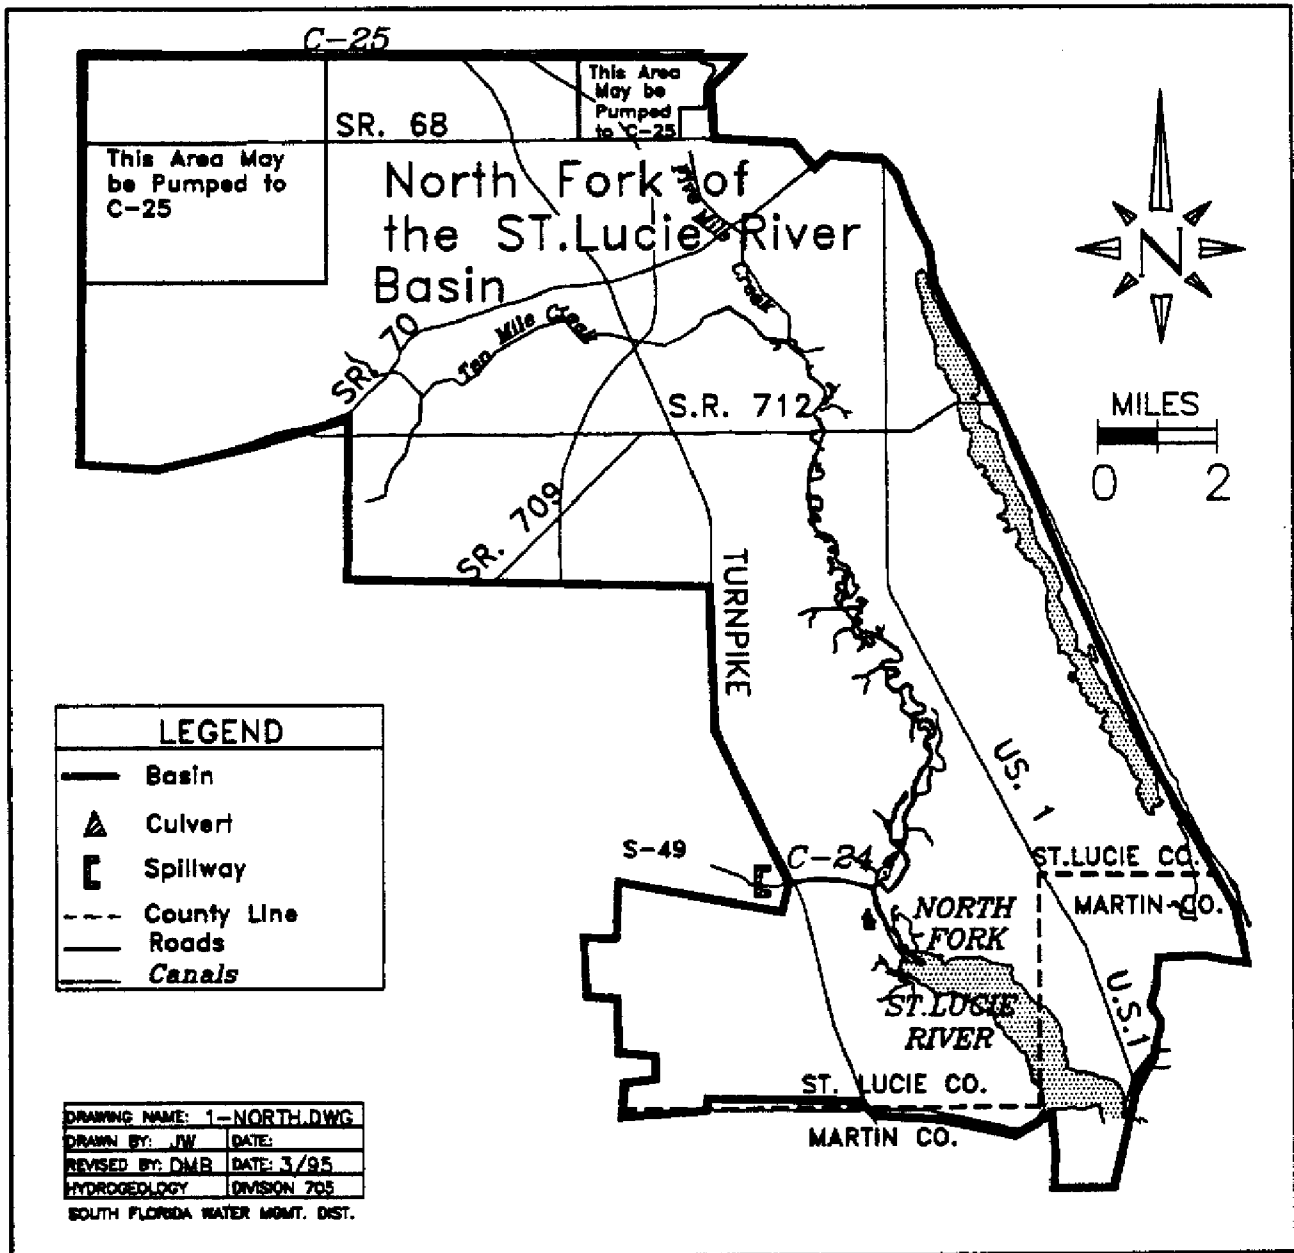 C-25
This Area
May be
Pumped
to C-25
SR. 68
This Area May
be Pumped to
C-25
North Fork of
the ST.Lucie River
Basin
Five Mile
Creek
N
SR. 70
Ten Mile Creek
MILES
0 2
S.R. 712
SR. 709
TURNPIKE
LEGEND
Basin
Culvert
Spillway
County Line
Roads
Canals
US. 1
S-49
C-24
ST.LUCIE CO.
MARTIN CO.
NORTH
FORK
ST.LUCIE
RIVER
U.S.1
ST. LUCIE CO.
MARTIN CO.
DRAWING NAME: 1-NORTH.DWG
DRAWN BY: JW DATE:
REVISED BY: DMB DATE: 3/95
HYDROGEOLOGY DIVISION 705
SOUTH FLORIDA WATER MGMT. DIST.